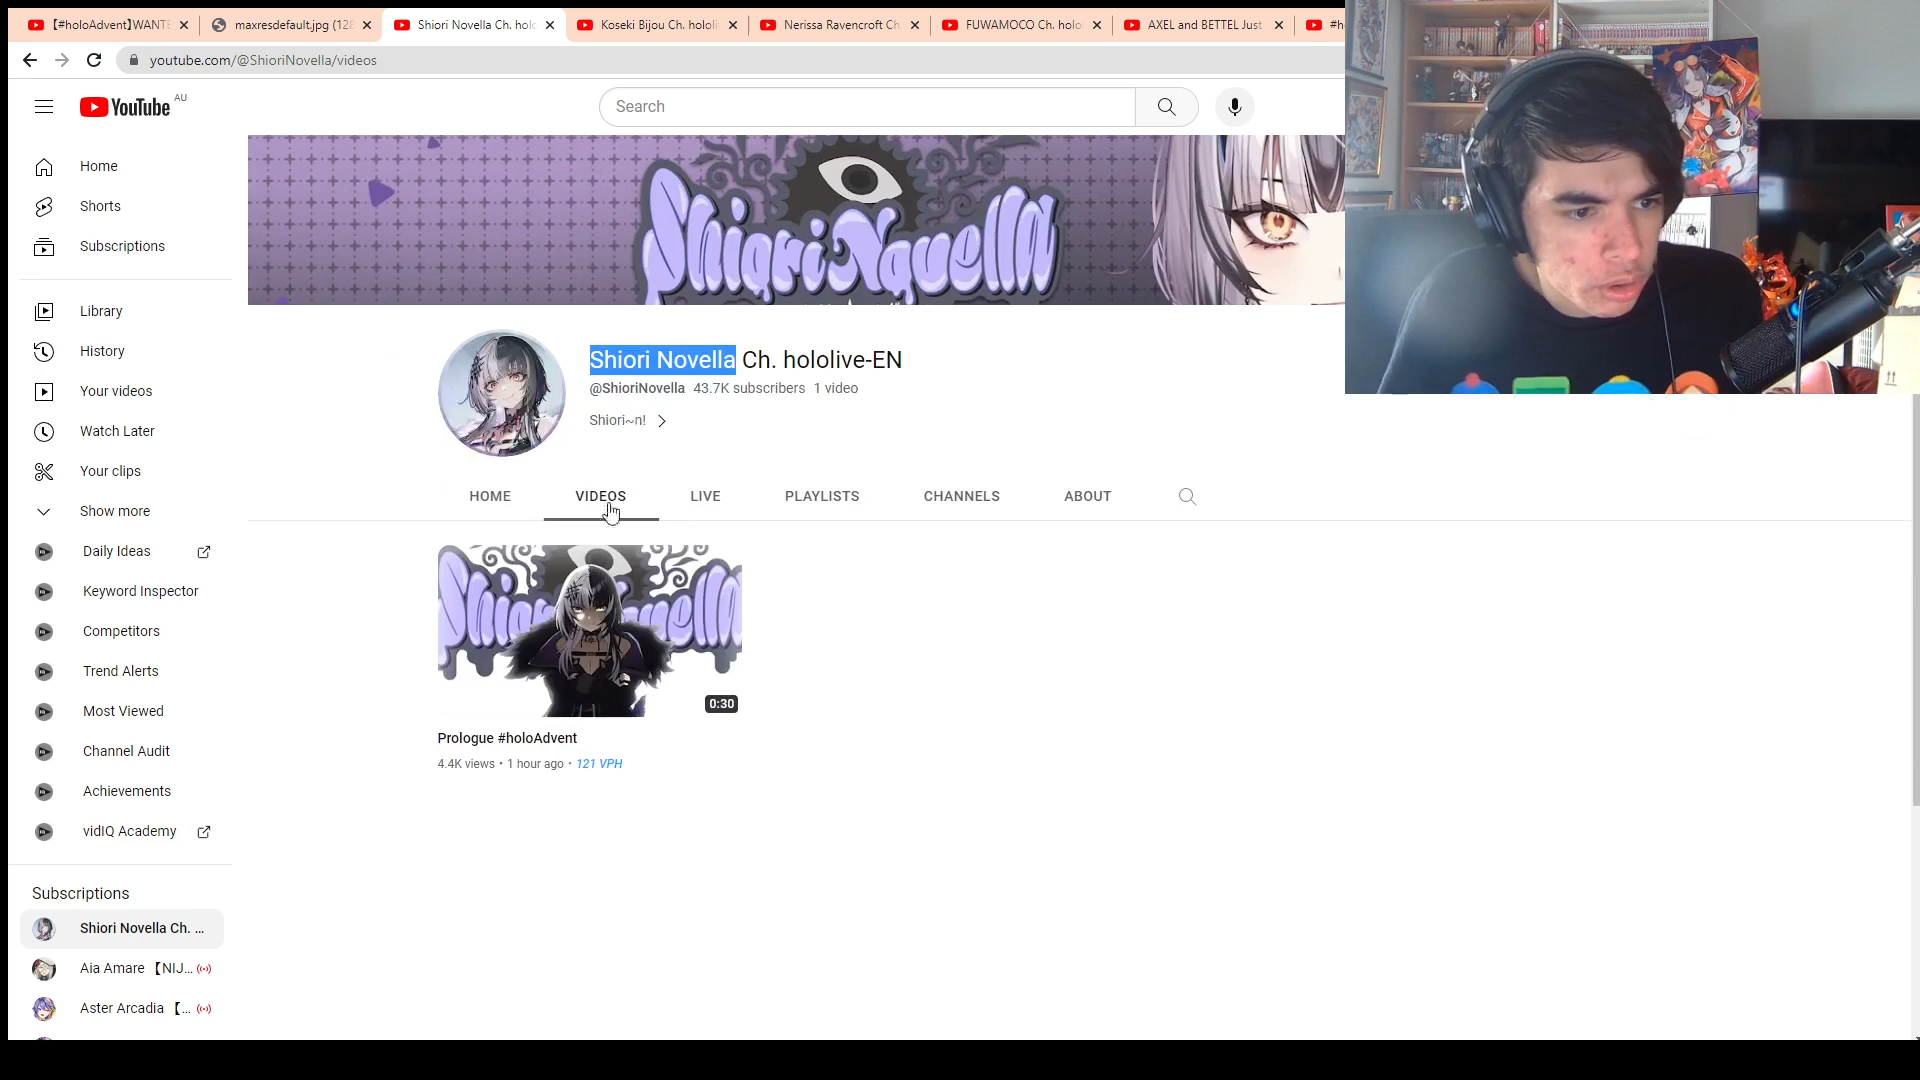 【#holoAdvent】WANTE
maxresdefault.jpg (128
Shiori Novella Ch. holo
Koseki Bijou Ch. hololi
Nerissa Ravencroft Ch.
FUWAMOCO Ch. holo
AXEL and BETTEL Just
#h
youtube.com/@ShioriNovella/videos
YouTube AU
Search
Home
Shorts
Subscriptions
Library
History
Your videos
Watch Later
Your clips
Show more
Daily Ideas
Keyword Inspector
Competitors
Trend Alerts
Most Viewed
Channel Audit
Achievements
vidIQ Academy
Subscriptions
Shiori Novella Ch. ...
Aia Amare 【NIJ...
Aster Arcadia 【...
Shiori Novella
Shiori Novella Ch. hololive-EN
@ShioriNovella 43.7K subscribers 1 video
Shiori~n!
HOME VIDEOS LIVE PLAYLISTS CHANNELS ABOUT
0:30
Prologue #holoAdvent
4.4K views • 1 hour ago • 121 VPH